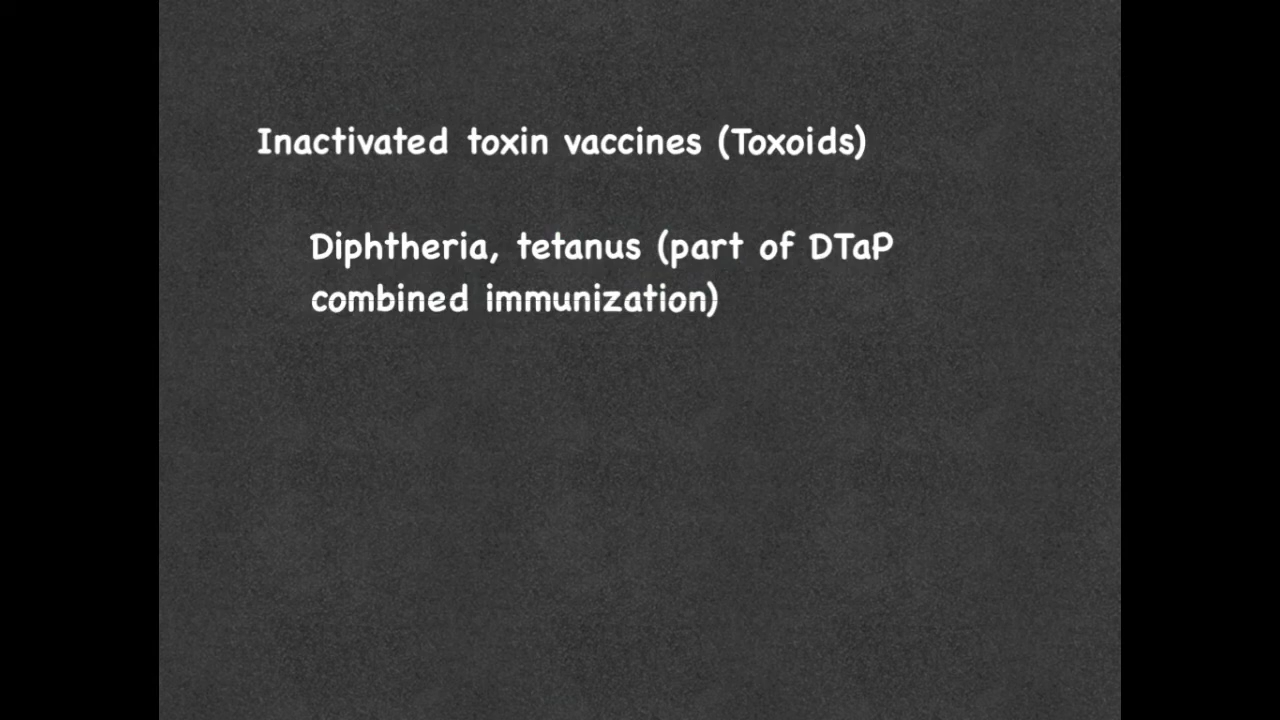 Inactivated toxin vaccines (Toxoids)
Diphtheria, tetanus (part of DTaP
combined immunization)